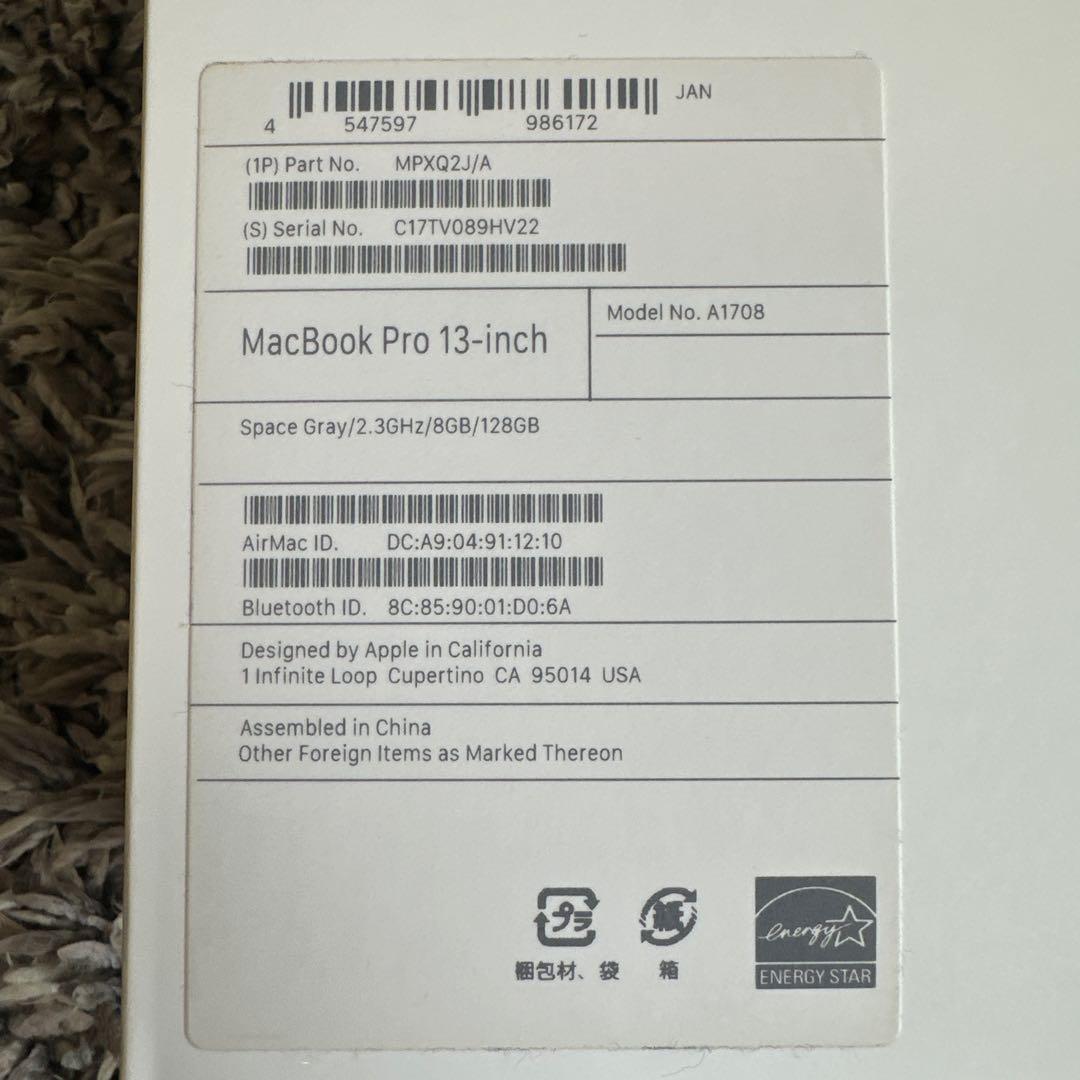 JAN
4 547597 986172
(1P) Part No. MPXQ2J/A
(S) Serial No. C17TV089HV22
MacBook Pro 13-inch
Model No. A1708
Space Gray/2.3GHz/8GB/128GB
AirMac ID. DC:A9:04:91:12:10
Bluetooth ID. 8C:85:90:01:D0:6A
Designed by Apple in California
1 Infinite Loop Cupertino CA 95014 USA
Assembled in China
Other Foreign Items as Marked Thereon
プラ 紙
梱包材、袋 箱
energy
ENERGY STAR